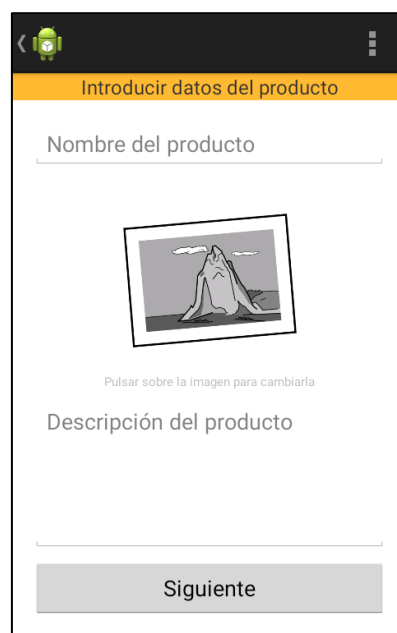 Introducir datos del producto
Nombre del producto
Pulsar sobre la imagen para cambiarla
Descripción del producto
Siguiente